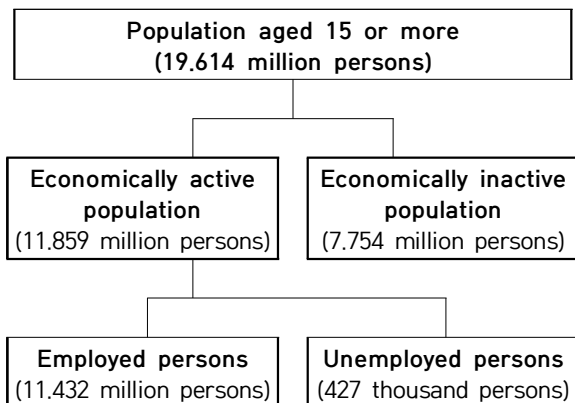 Population aged 15 or more
(19.614 million persons)
Economically active
population
(11.859 million persons)
Economically inactive
population
(7.754 million persons)
Employed persons
(11.432 million persons)
Unemployed persons
(427 thousand persons)